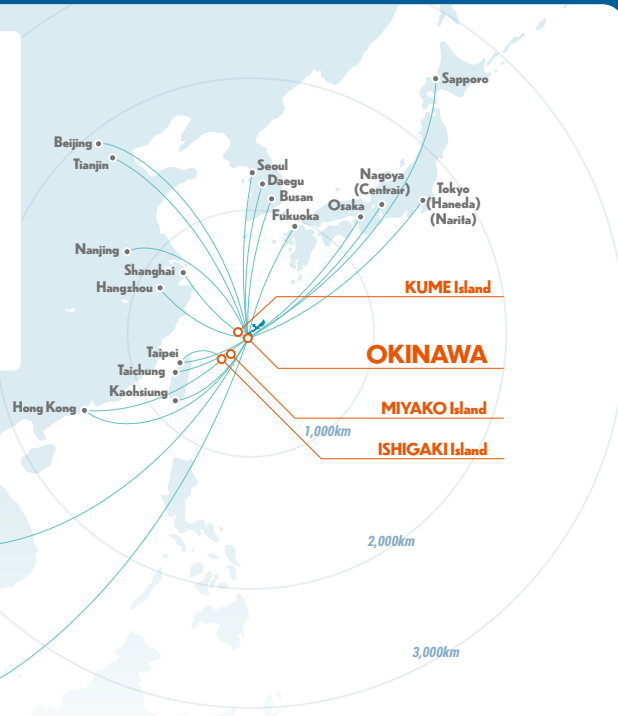 Sapporo
Beijing
Tianjin
Seoul
Daegu
Busan
Fukuoka
Nagoya
(Centrair)
Osaka
Tokyo
(Haneda)
(Narita)
Nanjing
Shanghai
Hangzhou
KUME Island
OKINAWA
Taipei
Taichung
Kaohsiung
Hong Kong
MIYAKO Island
1,000km
ISHIGAKI Island
2,000km
3,000km